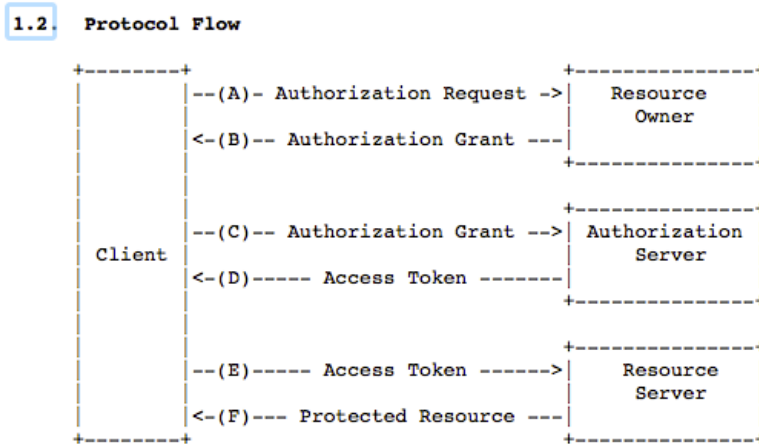 1.2. Protocol Flow
+--------+                               +---------------+
|        |--(A)- Authorization Request ->|   Resource    |
|        |                               |     Owner     |
|        |<-(B)-- Authorization Grant ---|               |
|        |                               +---------------+
|        |
|        |                               +---------------+
|        |--(C)-- Authorization Grant -->| Authorization |
| Client |                               |     Server    |
|        |<-(D)----- Access Token -------|               |
|        |                               +---------------+
|        |
|        |                               +---------------+
|        |--(E)----- Access Token ------>|    Resource   |
|        |                               |     Server    |
|        |<-(F)--- Protected Resource ---|               |
+--------+                               +---------------+